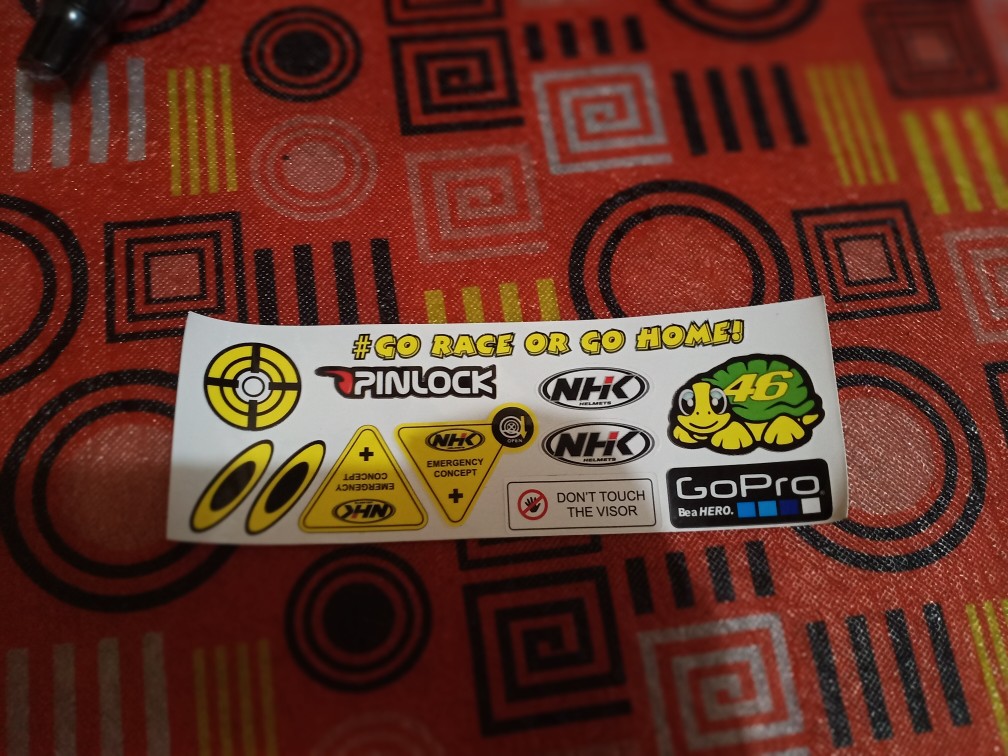 #GO RACE OR GO HOME!
PINLOCK
NHK
HELMETS
46
NHK
EMERGENCY
CONCEPT
OPEN
NHK
HELMETS
EMERGENCY
CONCEPT
NHK
DON'T TOUCH
THE VISOR
GoPro
Be a HERO.